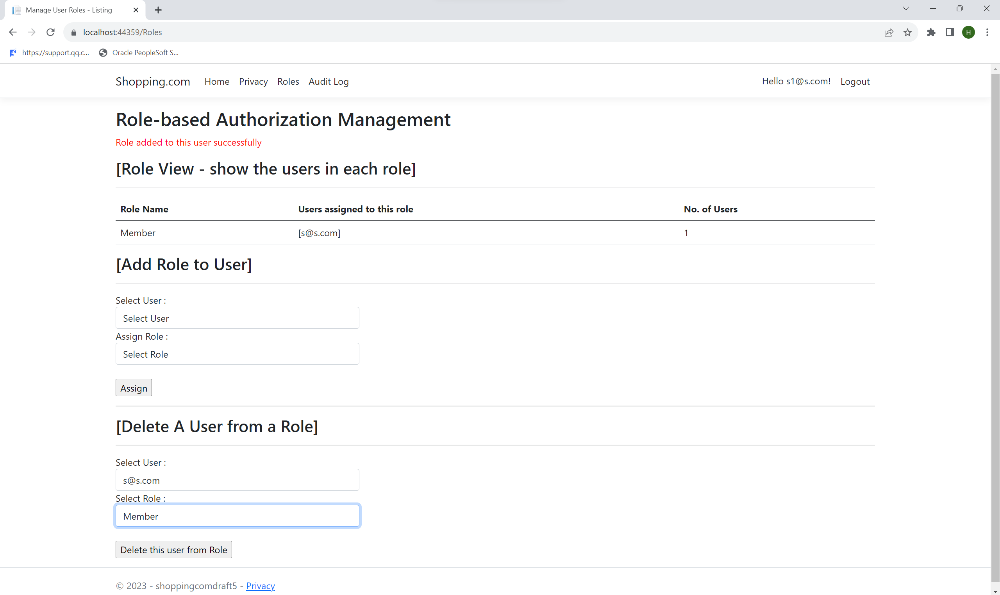 Manage User Roles - Listing
localhost:44359/Roles
H
https://support.qq.c...
Oracle PeopleSoft S...
Shopping.com Home Privacy Roles Audit Log Hello s1@s.com! Logout
Role-based Authorization Management
Role added to this user successfully
[Role View - show the users in each role]
Role Name Users assigned to this role No. of Users
Member [s@s.com] 1
[Add Role to User]
Select User :
Select User
Assign Role :
Select Role
Assign
[Delete A User from a Role]
Select User :
s@s.com
Select Role :
Member
Delete this user from Role
© 2023 - shoppingcomdraft5 - Privacy